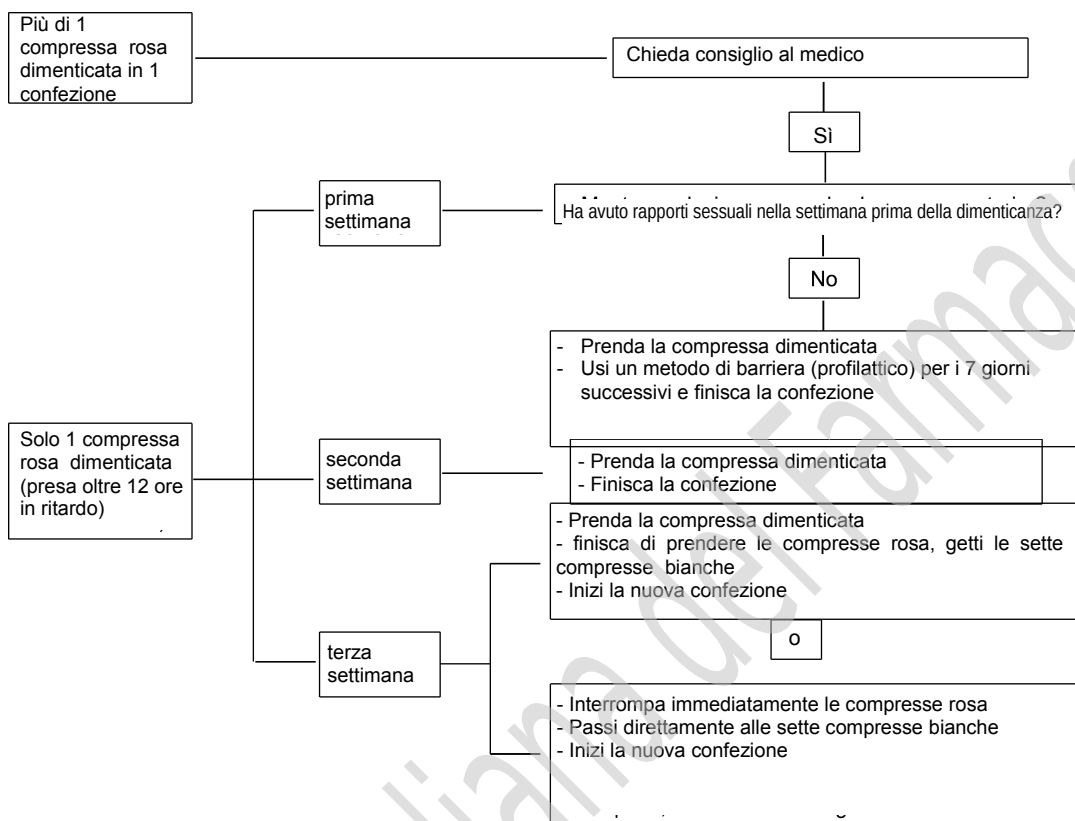 Più di 1
compressa rosa
dimenticata in 1
confezione
Chieda consiglio al medico
Sì
prima
settimana
Ha avuto rapporti sessuali nella settimana prima della dimenticanza?
No
- Prenda la compressa dimenticata
- Usi un metodo di barriera (profilattico) per i 7 giorni
successivi e finisca la confezione
Solo 1 compressa
rosa dimenticata
(presa oltre 12 ore
in ritardo)
seconda
settimana
- Prenda la compressa dimenticata
- Finisca la confezione
- Prenda la compressa dimenticata
- finisca di prendere le compresse rosa, getti le sette
compresse bianche
- Inizi la nuova confezione
o
terza
settimana
- Interrompa immediatamente le compresse rosa
- Passi direttamente alle sette compresse bianche
- Inizi la nuova confezione
del